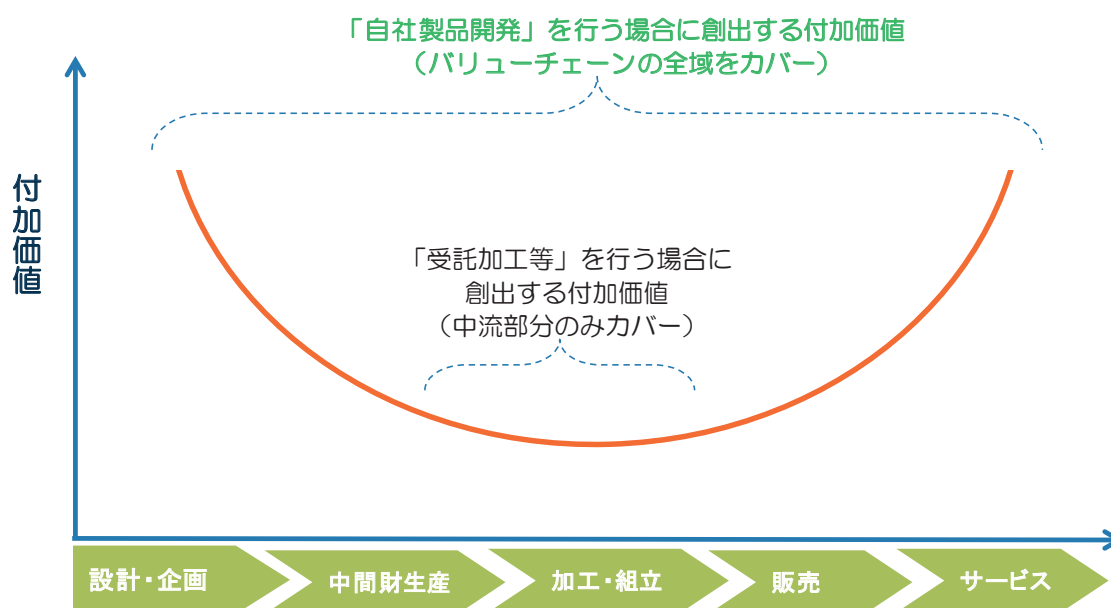 「自社製品開発」を行う場合に創出する付加価値
（バリューチェーンの全域をカバー）
付加価値
「受託加工等」を行う場合に
創出する付加価値
（中流部分のみカバー）
設計・企画
中間財生産
加工・組立
販売
サービス